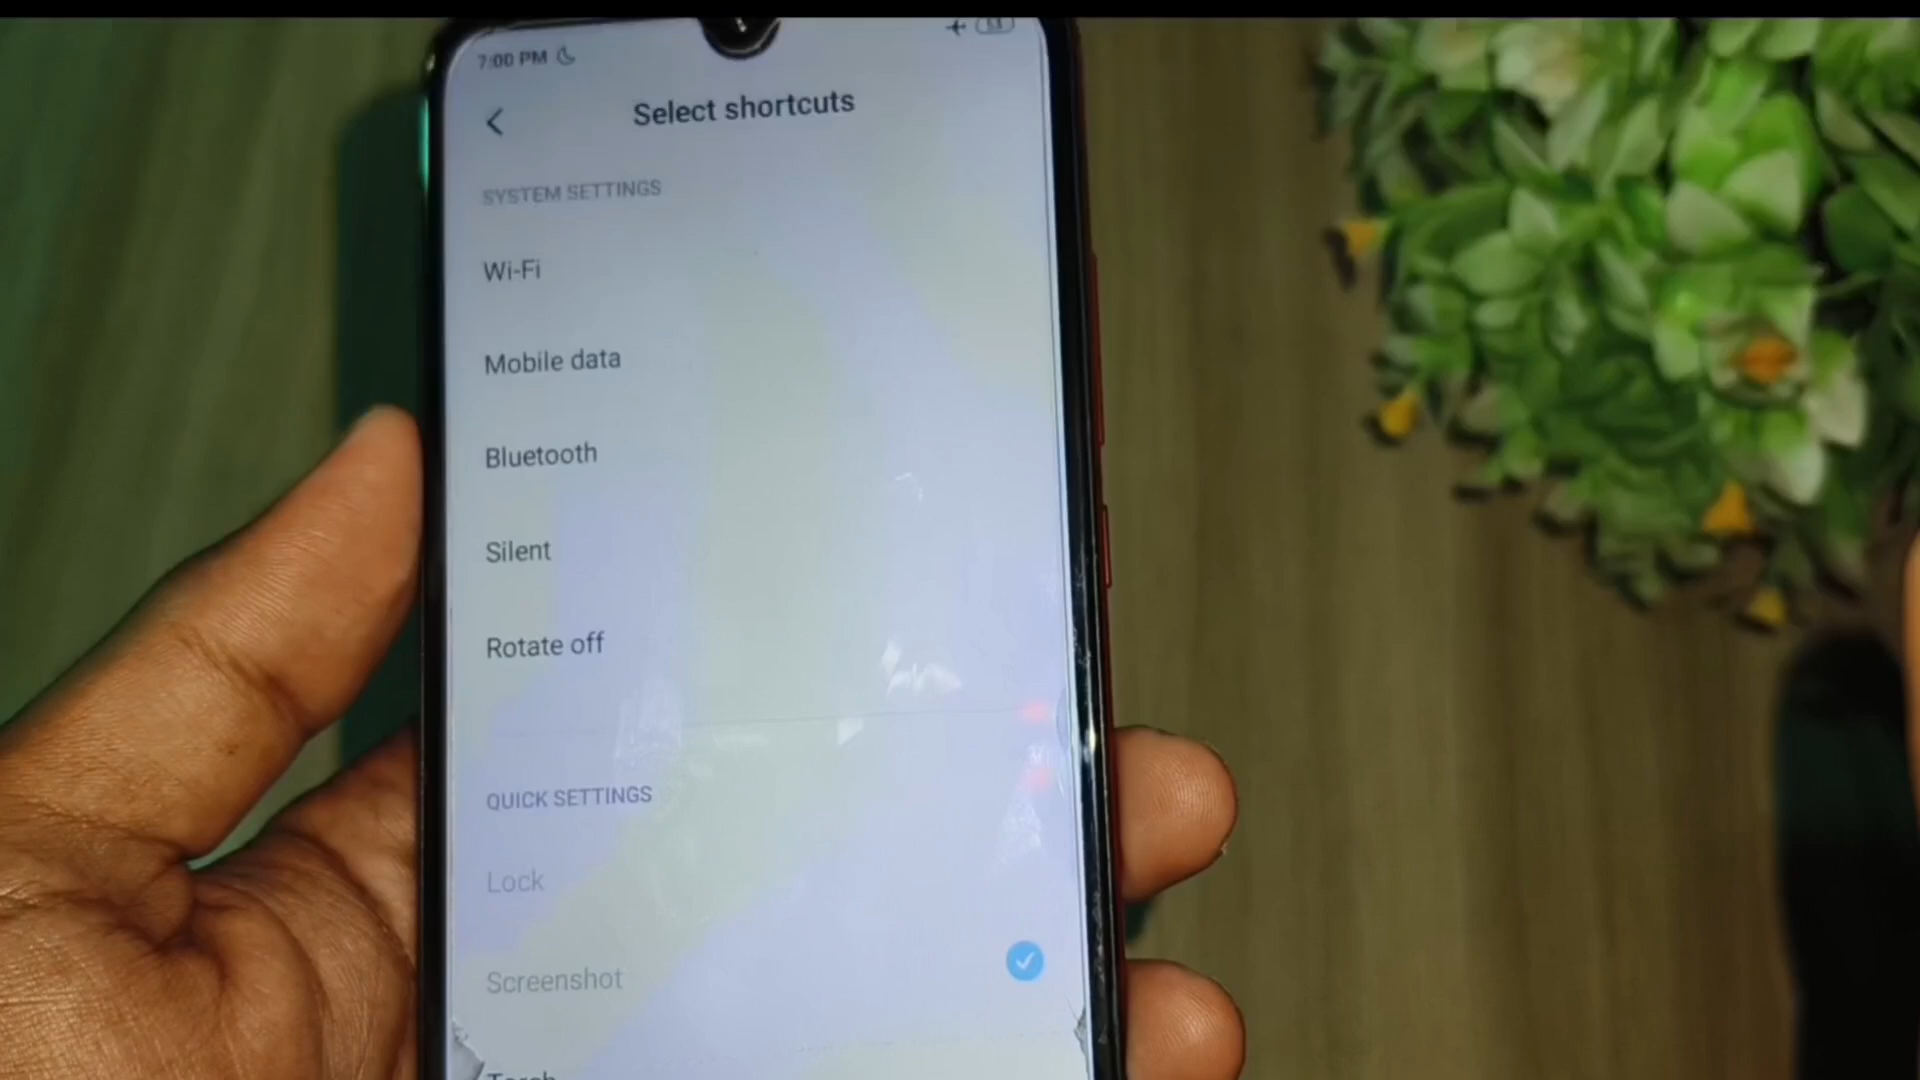 7:00 PM
Select shortcuts
SYSTEM SETTINGS
Wi-Fi
Mobile data
Bluetooth
Silent
Rotate off
QUICK SETTINGS
Lock
Screenshot
Torch